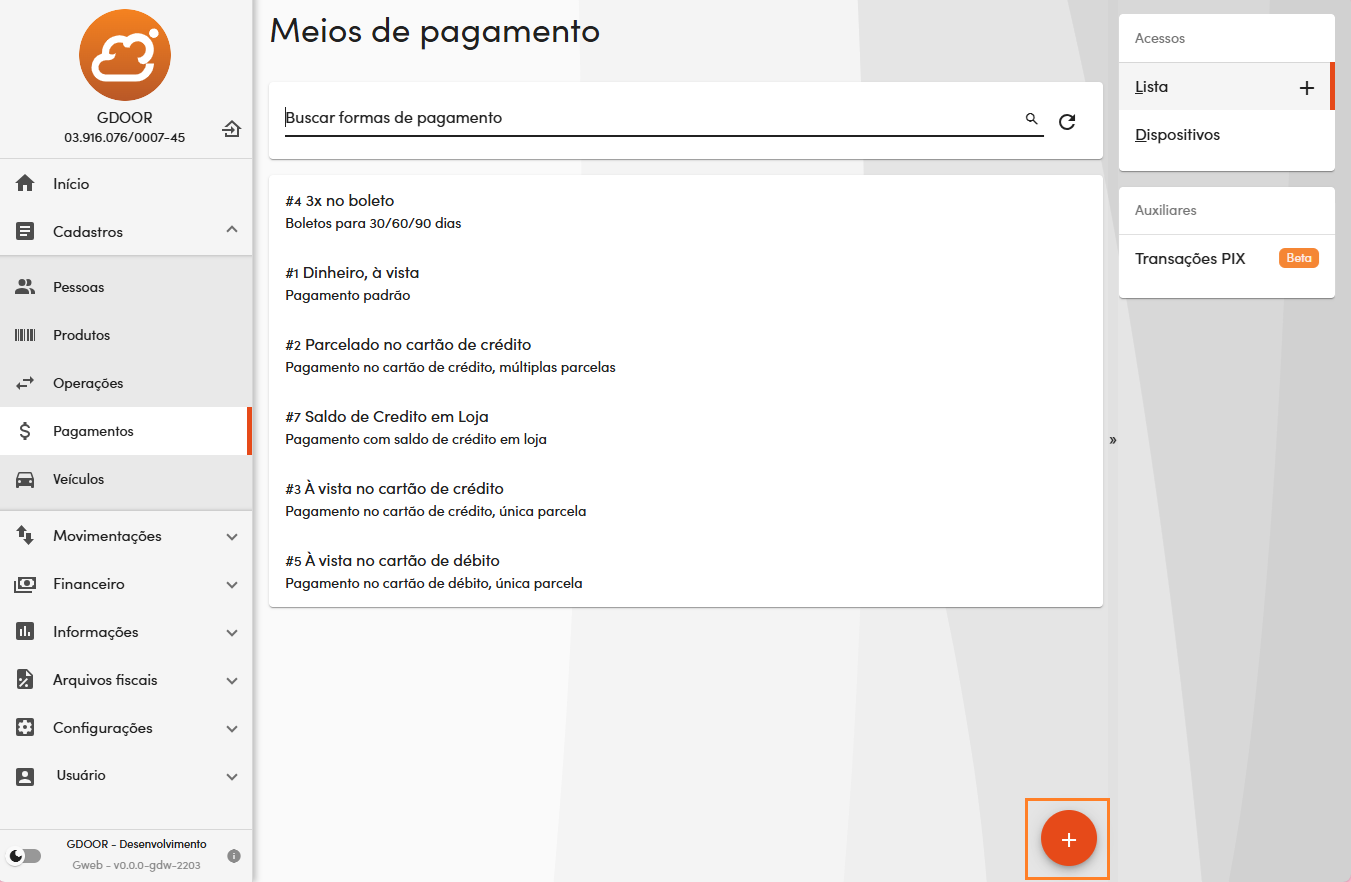 GDOOR
03.916.076/0007-45
Início
Cadastros
Pessoas
Produtos
Operações
Pagamentos
Veículos
Movimentações
Financeiro
Informações
Arquivos fiscais
Configurações
Usuário
GDOOR - Desenvolvimento
Gweb - v0.0.0-gdw-2203
Meios de pagamento
Buscar formas de pagamento
#4 3x no boleto
Boletos para 30/60/90 dias
#1 Dinheiro, à vista
Pagamento padrão
#2 Parcelado no cartão de crédito
Pagamento no cartão de crédito, múltiplas parcelas
#7 Saldo de Credito em Loja
Pagamento com saldo de crédito em loja
#3 À vista no cartão de crédito
Pagamento no cartão de crédito, única parcela
#5 À vista no cartão de débito
Pagamento no cartão de débito, única parcela
»
Acessos
Lista
Dispositivos
Auxiliares
Transações PIX Beta